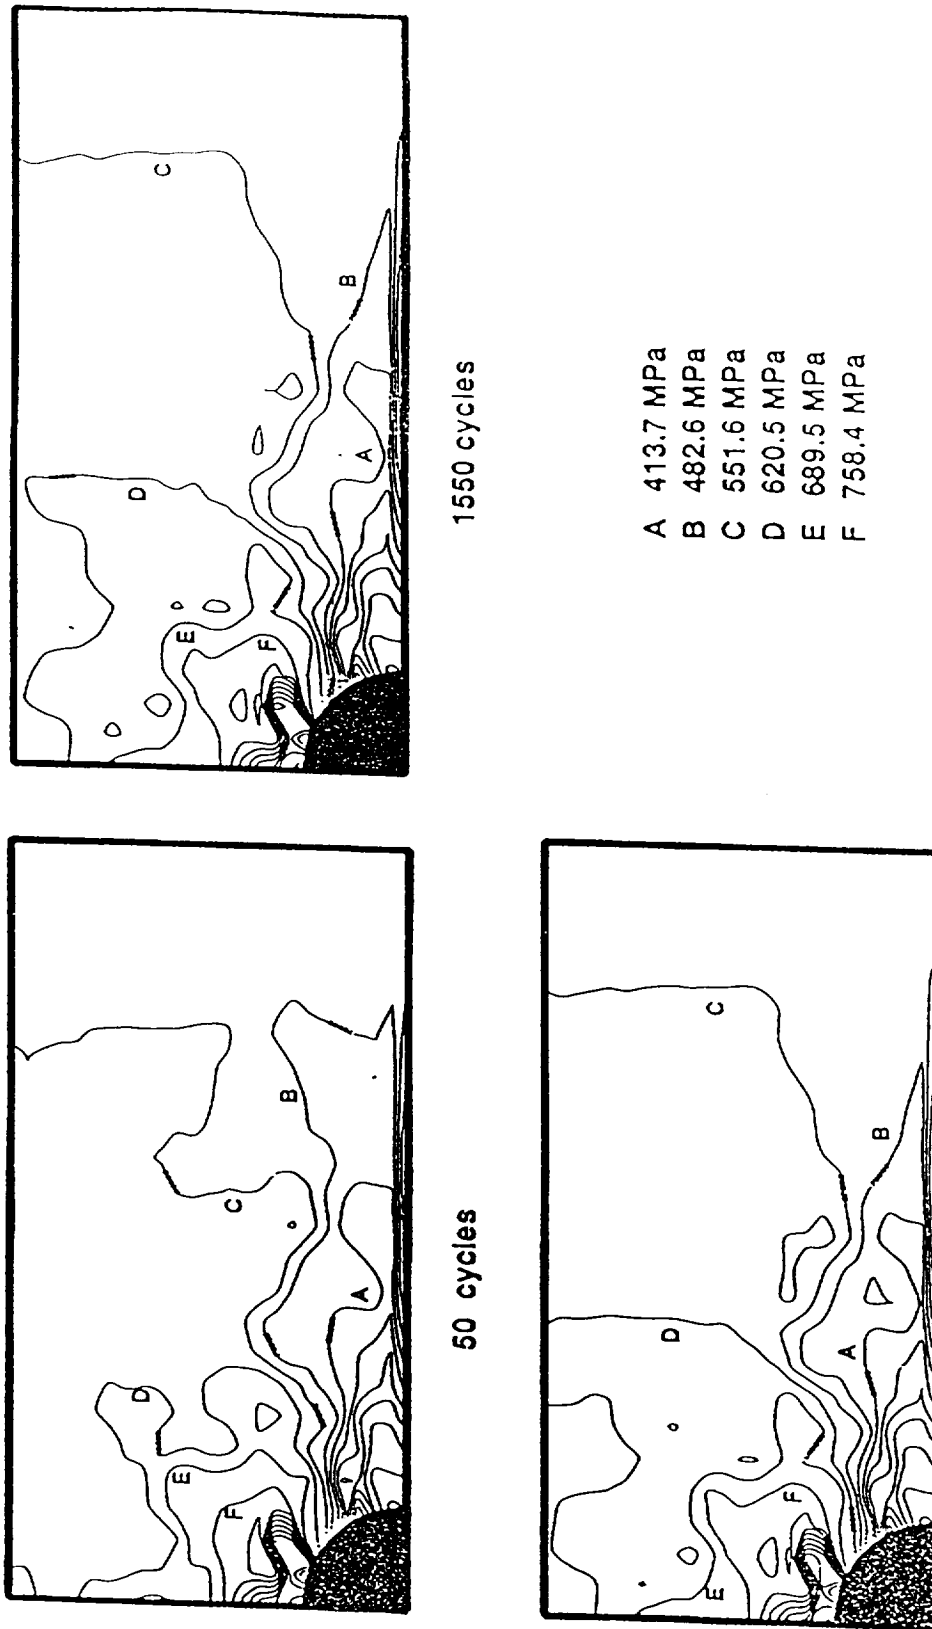 C
B
D
A
E
F
1550 cycles
A 413.7 MPa
B 482.6 MPa
C 551.6 MPa
D 620.5 MPa
E 689.5 MPa
F 758.4 MPa
B
C
A
D
E
F
50 cycles
C
B
D
A
F
E